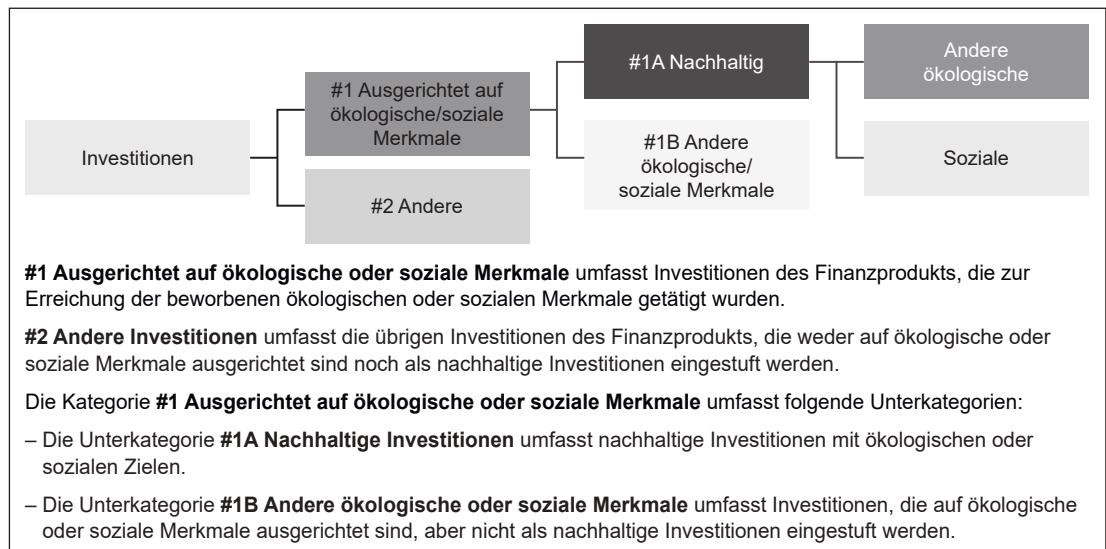 Investitionen
#1 Ausgerichtet auf
ökologische/soziale
Merkmale
#2 Andere
#1A Nachhaltig
#1B Andere
ökologische/
soziale Merkmale
Andere
ökologische
Soziale
#1 Ausgerichtet auf ökologische oder soziale Merkmale umfasst Investitionen des Finanzprodukts, die zur
Erreichung der beworbenen ökologischen oder sozialen Merkmale getätigt wurden.
#2 Andere Investitionen umfasst die übrigen Investitionen des Finanzprodukts, die weder auf ökologische oder
soziale Merkmale ausgerichtet sind noch als nachhaltige Investitionen eingestuft werden.
Die Kategorie #1 Ausgerichtet auf ökologische oder soziale Merkmale umfasst folgende Unterkategorien:
– Die Unterkategorie #1A Nachhaltige Investitionen umfasst nachhaltige Investitionen mit ökologischen oder
sozialen Zielen.
– Die Unterkategorie #1B Andere ökologische oder soziale Merkmale umfasst Investitionen, die auf ökologische
oder soziale Merkmale ausgerichtet sind, aber nicht als nachhaltige Investitionen eingestuft werden.